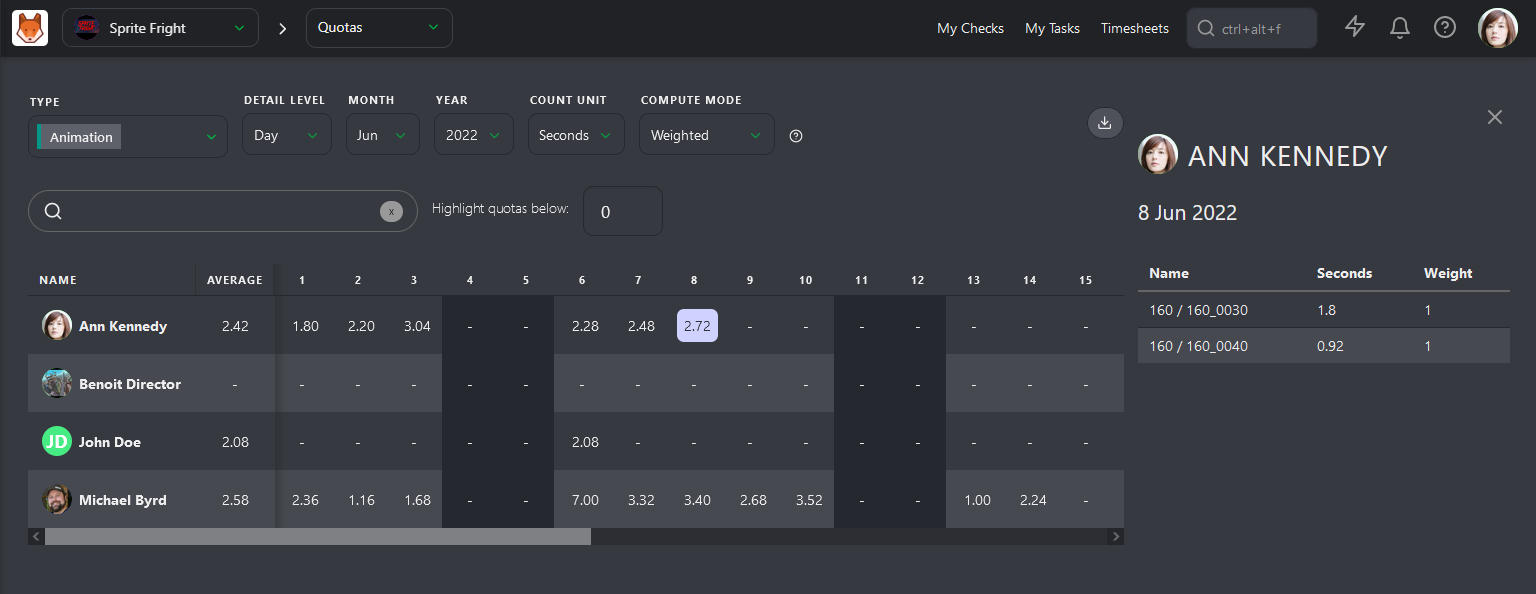 Sprite Fright Quotas My Checks My Tasks Timesheets ctrl+alt+f
TYPE DETAIL LEVEL MONTH YEAR COUNT UNIT COMPUTE MODE
Animation Day Jun 2022 Seconds Weighted
x Highlight quotas below: 0
NAME AVERAGE 1 2 3 4 5 6 7 8 9 10 11 12 13 14 15
Ann Kennedy 2.42 1.80 2.20 3.04 - - 2.28 2.48 2.72 - - - - - - -
Benoit Director - - - - - - - - - - - - - - - -
JD John Doe 2.08 - - - - - 2.08 - - - - - - - - -
Michael Byrd 2.58 2.36 1.16 1.68 - - 7.00 3.32 3.40 2.68 3.52 - - 1.00 2.24 -
ANN KENNEDY
8 Jun 2022
Name Seconds Weight
160 / 160_0030 1.8 1
160 / 160_0040 0.92 1